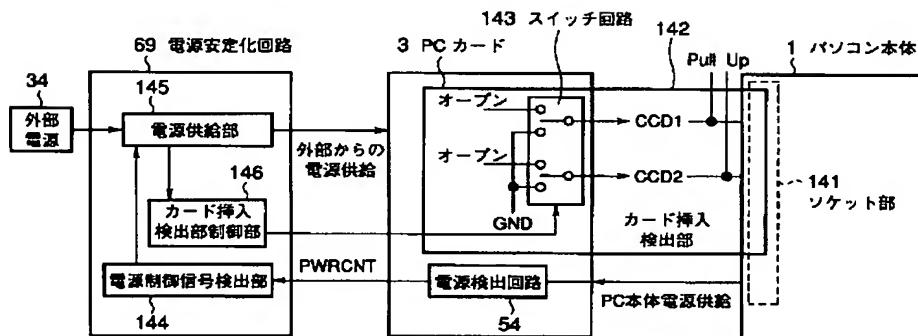 143 スイッチ回路
69 電源安定化回路
3 PCカード
142
1 パソコン本体
Pull Up
34
外部
電源
145
電源供給部
外部からの
電源供給
オープン
オープン
CCD1
CCD2
GND
カード挿入
検出部
141
ソケット部
146
カード挿入
検出部制御部
PWRCNT
電源制御信号検出部
144
電源検出回路
54
PC本体電源供給